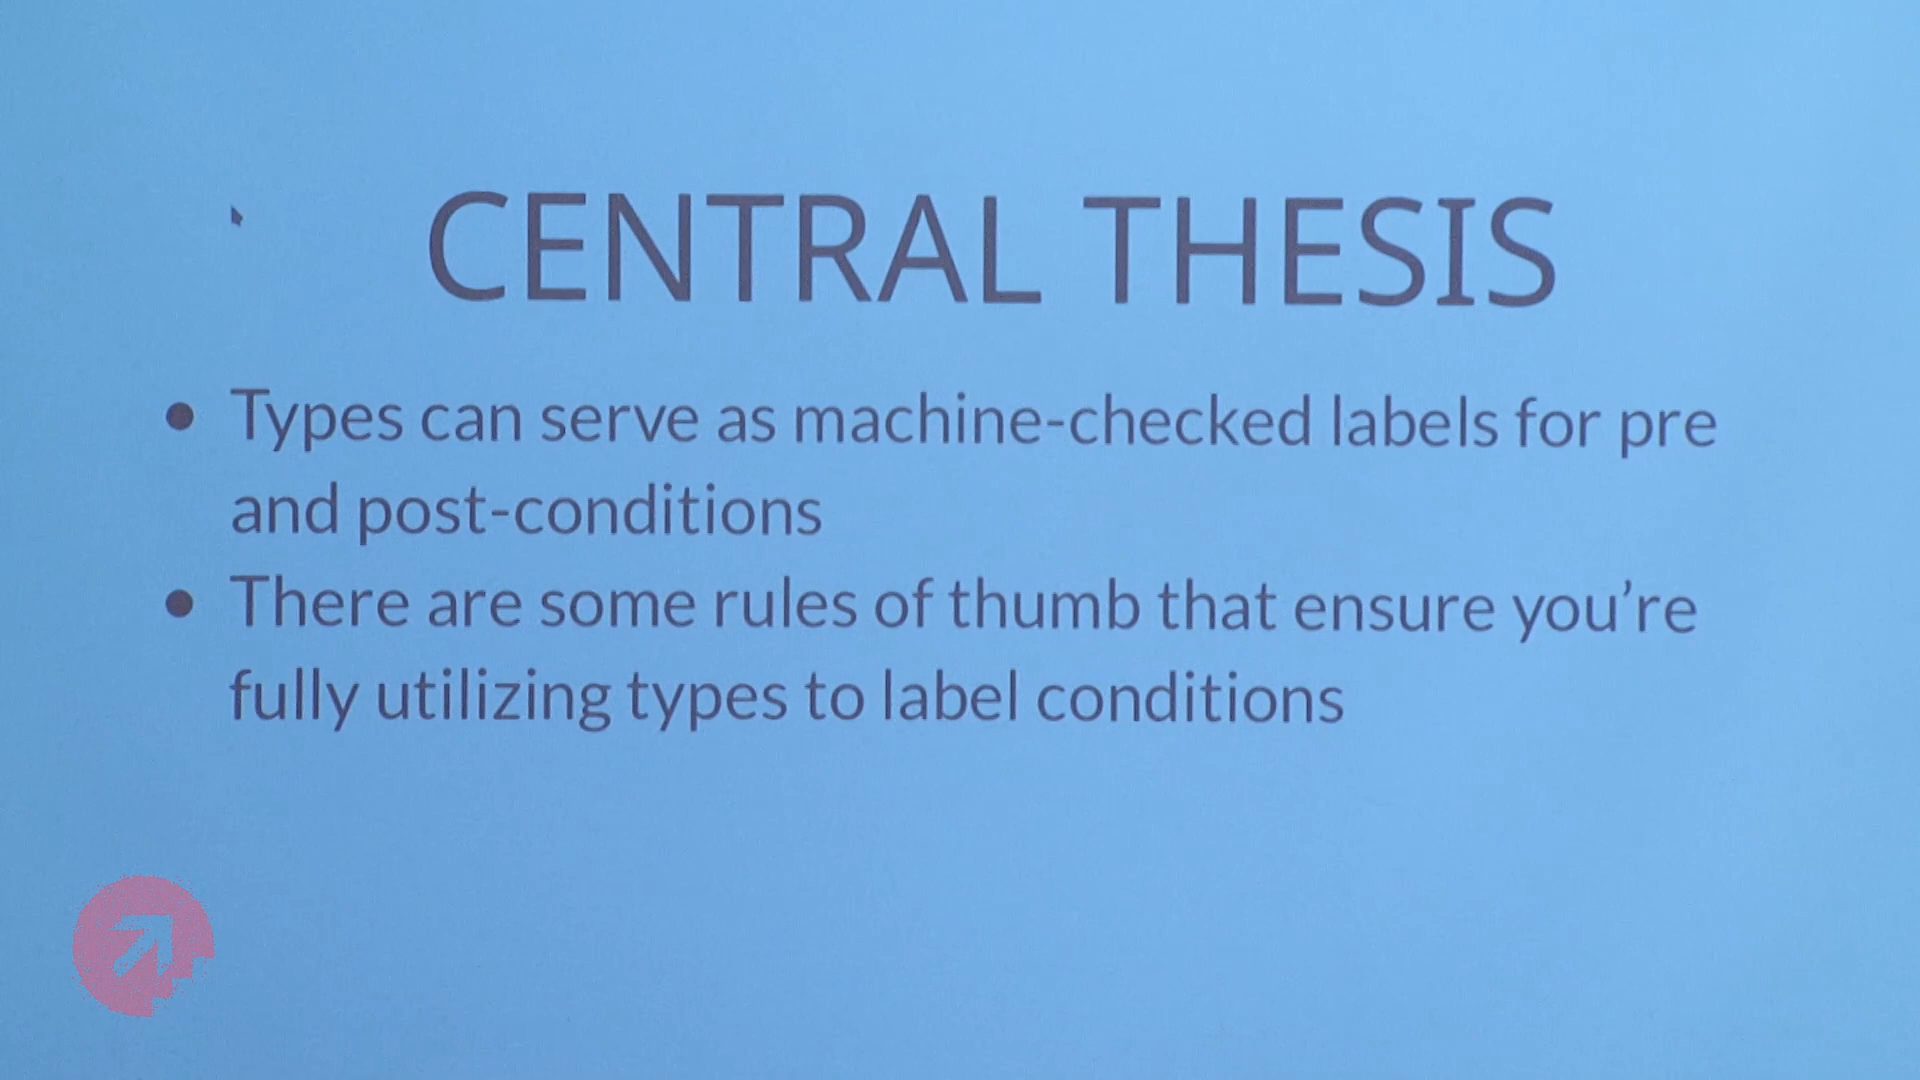 CENTRAL THESIS
• Types can serve as machine-checked labels for pre
and post-conditions
• There are some rules of thumb that ensure you’re
fully utilizing types to label conditions